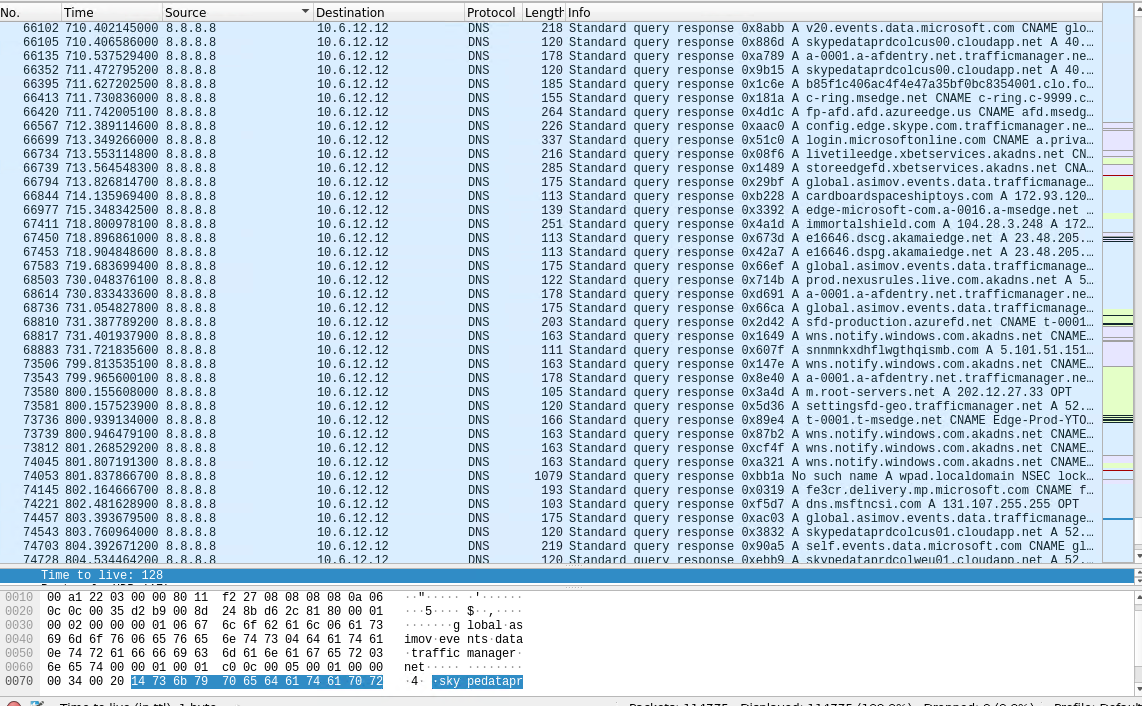 No. Time Source Destination Protocol Length Info
66102 710.402145000 8.8.8.8 10.6.12.12 DNS 218 Standard query response 0x8abb A v20.events.data.microsoft.com CNAME glo…
66105 710.406586000 8.8.8.8 10.6.12.12 DNS 120 Standard query response 0x886d A skypedataprdcolcus00.cloudapp.net A 40.…
66135 710.537529400 8.8.8.8 10.6.12.12 DNS 178 Standard query response 0xa789 A a-0001.a-afdentry.net.trafficmanager.ne…
66352 711.472795200 8.8.8.8 10.6.12.12 DNS 120 Standard query response 0x9b15 A skypedataprdcolcus00.cloudapp.net A 40.…
66395 711.627202500 8.8.8.8 10.6.12.12 DNS 185 Standard query response 0x1c6e A b85f1c406ac4f4e47a35bf0bc8354001.clo.fo…
66413 711.730836000 8.8.8.8 10.6.12.12 DNS 155 Standard query response 0x181a A c-ring.msedge.net CNAME c-ring.c-9999.c…
66420 711.742005100 8.8.8.8 10.6.12.12 DNS 264 Standard query response 0x4d1c A fp-afd.afd.azureedge.us CNAME afd.msedg…
66567 712.389114600 8.8.8.8 10.6.12.12 DNS 226 Standard query response 0xaac0 A config.edge.skype.com.trafficmanager.ne…
66699 713.349266000 8.8.8.8 10.6.12.12 DNS 337 Standard query response 0x51c0 A login.microsoftonline.com CNAME a.priva…
66734 713.553114800 8.8.8.8 10.6.12.12 DNS 216 Standard query response 0x08f6 A livetileedge.xbetservices.akadns.net CN…
66739 713.564548300 8.8.8.8 10.6.12.12 DNS 285 Standard query response 0x1489 A storeedgefd.xbetservices.akadns.net CNA…
66794 713.826814700 8.8.8.8 10.6.12.12 DNS 175 Standard query response 0x29bf A global.asimov.events.data.trafficmanage…
66844 714.135969400 8.8.8.8 10.6.12.12 DNS 113 Standard query response 0xb228 A cardboardspaceshiptoys.com A 172.93.120…
66977 715.348342500 8.8.8.8 10.6.12.12 DNS 139 Standard query response 0x3392 A edge-microsoft-com.a-0016.a-msedge.net …
67411 718.800978100 8.8.8.8 10.6.12.12 DNS 251 Standard query response 0x4a1d A immortalshield.com A 104.28.3.248 A 172…
67450 718.896861000 8.8.8.8 10.6.12.12 DNS 113 Standard query response 0x673d A e16646.dscg.akamaiedge.net A 23.48.205.…
67453 718.904848600 8.8.8.8 10.6.12.12 DNS 113 Standard query response 0x42a7 A e16646.dspg.akamaiedge.net A 23.48.205.…
67583 719.683699400 8.8.8.8 10.6.12.12 DNS 175 Standard query response 0x66ef A global.asimov.events.data.trafficmanage…
68503 730.048376100 8.8.8.8 10.6.12.12 DNS 122 Standard query response 0x714b A prod.nexusrules.live.com.akadns.net A 5…
68614 730.833433600 8.8.8.8 10.6.12.12 DNS 178 Standard query response 0xd691 A a-0001.a-afdentry.net.trafficmanager.ne…
68736 731.054827800 8.8.8.8 10.6.12.12 DNS 175 Standard query response 0x66ca A global.asimov.events.data.trafficmanage…
68810 731.387789200 8.8.8.8 10.6.12.12 DNS 203 Standard query response 0x2d42 A sfd-production.azurefd.net CNAME t-0001…
68817 731.401937900 8.8.8.8 10.6.12.12 DNS 163 Standard query response 0x1649 A wns.notify.windows.com.akadns.net CNAME…
68883 731.721835600 8.8.8.8 10.6.12.12 DNS 111 Standard query response 0x607f A snnmnkxdhflwgthqismb.com A 5.101.51.151…
73506 799.813535100 8.8.8.8 10.6.12.12 DNS 163 Standard query response 0x147e A wns.notify.windows.com.akadns.net CNAME…
73543 799.965600100 8.8.8.8 10.6.12.12 DNS 178 Standard query response 0x8e40 A a-0001.a-afdentry.net.trafficmanager.ne…
73580 800.155608000 8.8.8.8 10.6.12.12 DNS 105 Standard query response 0x3a4d A m.root-servers.net A 202.12.27.33 OPT
73581 800.157523900 8.8.8.8 10.6.12.12 DNS 120 Standard query response 0x5d36 A settingsfd-geo.trafficmanager.net A 52.…
73736 800.939134000 8.8.8.8 10.6.12.12 DNS 166 Standard query response 0x89e4 A t-0001.t-msedge.net CNAME Edge-Prod-YTO…
73739 800.946479100 8.8.8.8 10.6.12.12 DNS 163 Standard query response 0x87b2 A wns.notify.windows.com.akadns.net CNAME…
73812 801.268529200 8.8.8.8 10.6.12.12 DNS 163 Standard query response 0xcf4f A wns.notify.windows.com.akadns.net CNAME…
74045 801.807191300 8.8.8.8 10.6.12.12 DNS 163 Standard query response 0xa321 A wns.notify.windows.com.akadns.net CNAME…
74053 801.837866700 8.8.8.8 10.6.12.12 DNS 1079 Standard query response 0xbb1a No such name A wpad.localdomain NSEC lock…
74145 802.164666700 8.8.8.8 10.6.12.12 DNS 193 Standard query response 0x0319 A fe3cr.delivery.mp.microsoft.com CNAME f…
74221 802.481628900 8.8.8.8 10.6.12.12 DNS 103 Standard query response 0xf5d7 A dns.msftncsi.com A 131.107.255.255 OPT
74457 803.393679500 8.8.8.8 10.6.12.12 DNS 175 Standard query response 0xac03 A global.asimov.events.data.trafficmanage…
74543 803.760964000 8.8.8.8 10.6.12.12 DNS 120 Standard query response 0x3832 A skypedataprdcolcus01.cloudapp.net A 52.…
74703 804.392671200 8.8.8.8 10.6.12.12 DNS 219 Standard query response 0x90a5 A self.events.data.microsoft.com CNAME gl…
74728 804.534464200 8.8.8.8 10.6.12.12 DNS 120 Standard query response 0xebb9 A skypedataprdcolweu01.cloudapp.net A 52.…
Time to live: 128
0010 00 a1 22 03 00 00 80 11 f2 27 08 08 08 08 0a 06 ··"····· ·'······
0020 0c 0c 00 35 d2 b9 00 8d 24 8b d6 2c 81 80 00 01 ···5···· $··,····
0030 00 02 00 00 00 01 06 67 6c 6f 62 61 6c 06 61 73 ·······g lobal·as
0040 69 6d 6f 76 06 65 76 65 6e 74 73 04 64 61 74 61 imov·eve nts·data
0050 0e 74 72 61 66 66 69 63 6d 61 6e 61 67 65 72 03 ·traffic manager·
0060 6e 65 74 00 00 01 00 01 c0 0c 00 05 00 01 00 00 net····· ········
0070 00 34 00 20 14 73 6b 79 70 65 64 61 74 61 70 72 ·4· ·sky pedatapr